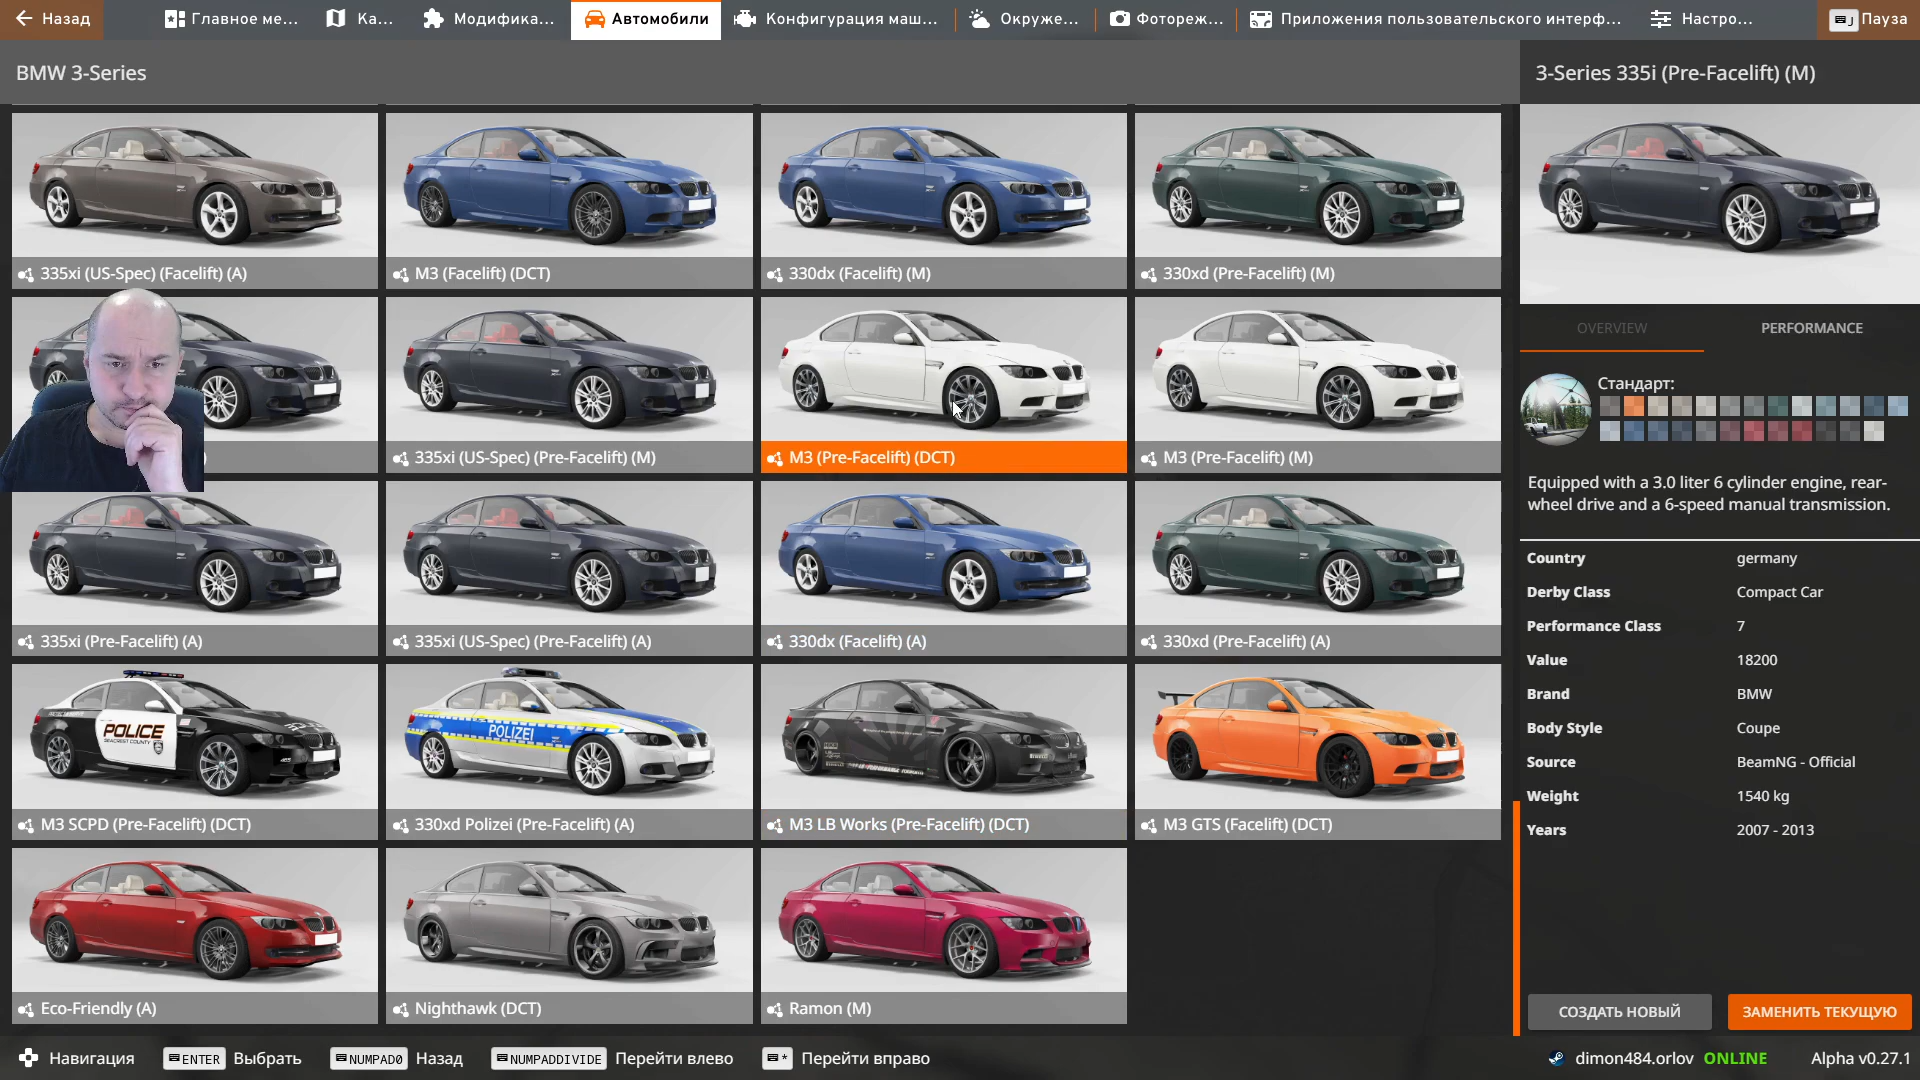 Назад
Главное ме...
Ка...
Модифика...
Автомобили
Конфигурация маш...
Окруже...
Фотореж...
Приложения пользовательского интерф...
Настро...
J Пауза
BMW 3-Series
3-Series 335i (Pre-Facelift) (M)
335xi (US-Spec) (Facelift) (A)
M3 (Facelift) (DCT)
330dx (Facelift) (M)
330xd (Pre-Facelift) (M)
)
335xi (US-Spec) (Pre-Facelift) (M)
M3 (Pre-Facelift) (DCT)
M3 (Pre-Facelift) (M)
335xi (Pre-Facelift) (A)
335xi (US-Spec) (Pre-Facelift) (A)
330dx (Facelift) (A)
330xd (Pre-Facelift) (A)
POLICE
POLIZEI
M3 SCPD (Pre-Facelift) (DCT)
330xd Polizei (Pre-Facelift) (A)
M3 LB Works (Pre-Facelift) (DCT)
M3 GTS (Facelift) (DCT)
Eco-Friendly (A)
Nighthawk (DCT)
Ramon (M)
OVERVIEW
PERFORMANCE
Стандарт:
Equipped with a 3.0 liter 6 cylinder engine, rear-
wheel drive and a 6-speed manual transmission.
Country germany
Derby Class Compact Car
Performance Class 7
Value 18200
Brand BMW
Body Style Coupe
Source BeamNG - Official
Weight 1540 kg
Years 2007 - 2013
СОЗДАТЬ НОВЫЙ
ЗАМЕНИТЬ ТЕКУЩУЮ
Навигация
ENTER Выбрать
NUMPAD0 Назад
NUMPADDIVIDE Перейти влево
* Перейти вправо
dimon484.orlov ONLINE
Alpha v0.27.1